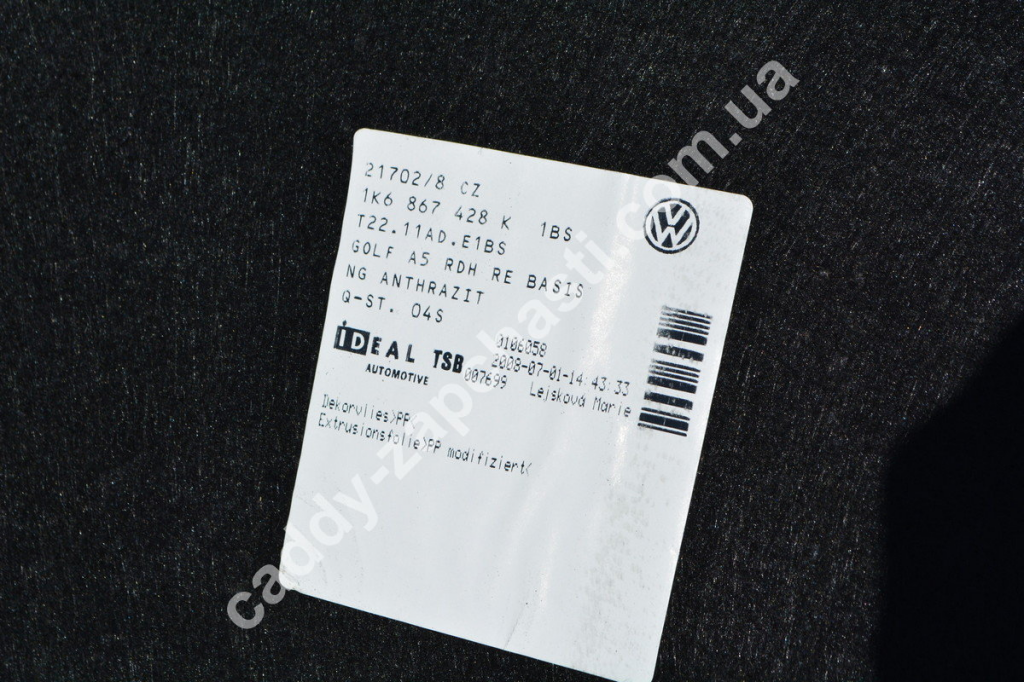 21702/8 CZ
1K6 867 428 K 1BS
T22.11AD.E1BS
GOLF A5 RDH RE BASIS
NG ANTHRAZIT
Q-ST. 04S
IDEAL TSB
AUTOMOTIVE
0106058
2008-07-01-14:43:33
007699 Lejsková Marie
Dekorvlies>PP
Extrusionsfolie>PP modifiziert<
caddy-zapchasti.com.ua